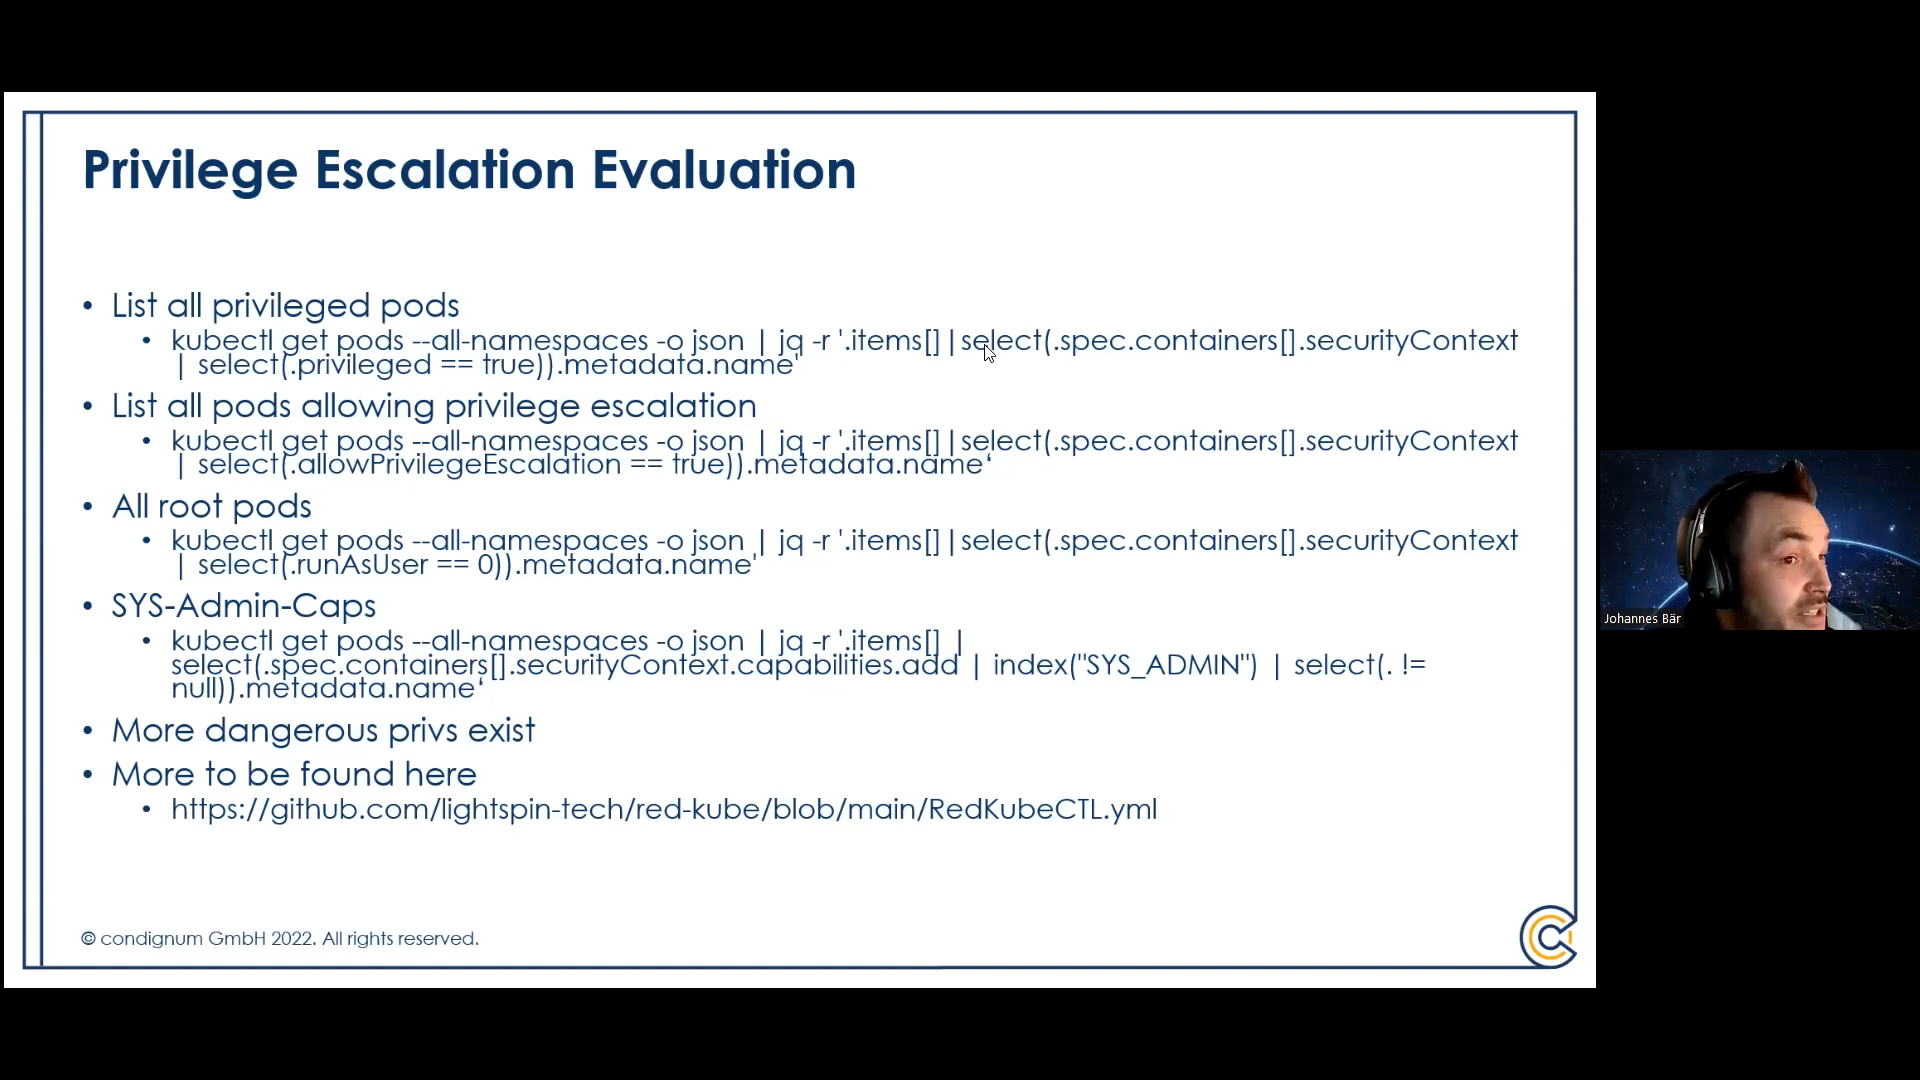 Privilege Escalation Evaluation
• List all privileged pods
• kubectl get pods --all-namespaces -o json | jq -r '.items[]|select(.spec.containers[].securityContext
| select(.privileged == true)).metadata.name'
• List all pods allowing privilege escalation
• kubectl get pods --all-namespaces -o json | jq -r '.items[]|select(.spec.containers[].securityContext
| select(.allowPrivilegeEscalation == true)).metadata.name‘
• All root pods
• kubectl get pods --all-namespaces -o json | jq -r '.items[]|select(.spec.containers[].securityContext
| select(.runAsUser == 0)).metadata.name'
• SYS-Admin-Caps
• kubectl get pods --all-namespaces -o json | jq -r '.items[] |
select(.spec.containers[].securityContext.capabilities.add | index("SYS_ADMIN") | select(. !=
null)).metadata.name‘
• More dangerous privs exist
• More to be found here
• https://github.com/lightspin-tech/red-kube/blob/main/RedKubeCTL.yml
© condignum GmbH 2022. All rights reserved.
Johannes Bär